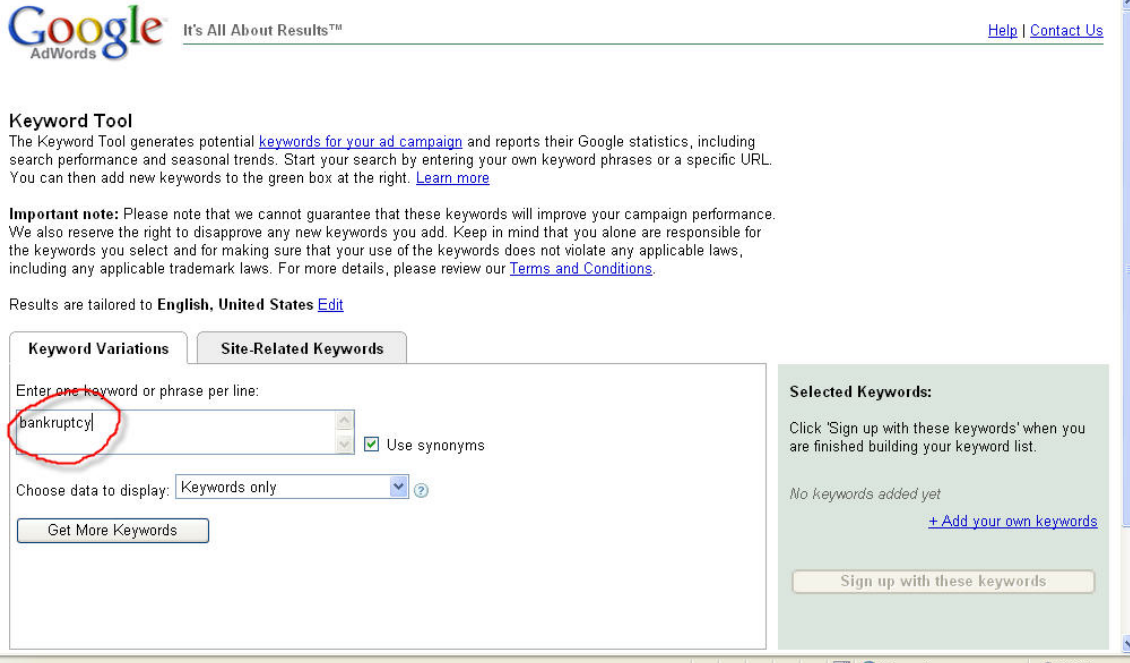 Google
AdWords
It's All About Results™
Help | Contact Us
Keyword Tool
The Keyword Tool generates potential keywords for your ad campaign and reports their Google statistics, including
search performance and seasonal trends. Start your search by entering your own keyword phrases or a specific URL.
You can then add new keywords to the green box at the right. Learn more
Important note: Please note that we cannot guarantee that these keywords will improve your campaign performance.
We also reserve the right to disapprove any new keywords you add. Keep in mind that you alone are responsible for
the keywords you select and for making sure that your use of the keywords does not violate any applicable laws,
including any applicable trademark laws. For more details, please review our Terms and Conditions.
Results are tailored to English, United States Edit
Keyword Variations
Site-Related Keywords
Enter one keyword or phrase per line:
bankruptcy
Use synonyms
Choose data to display: Keywords only
?
Get More Keywords
Selected Keywords:
Click 'Sign up with these keywords' when you
are finished building your keyword list.
No keywords added yet
+ Add your own keywords
Sign up with these keywords